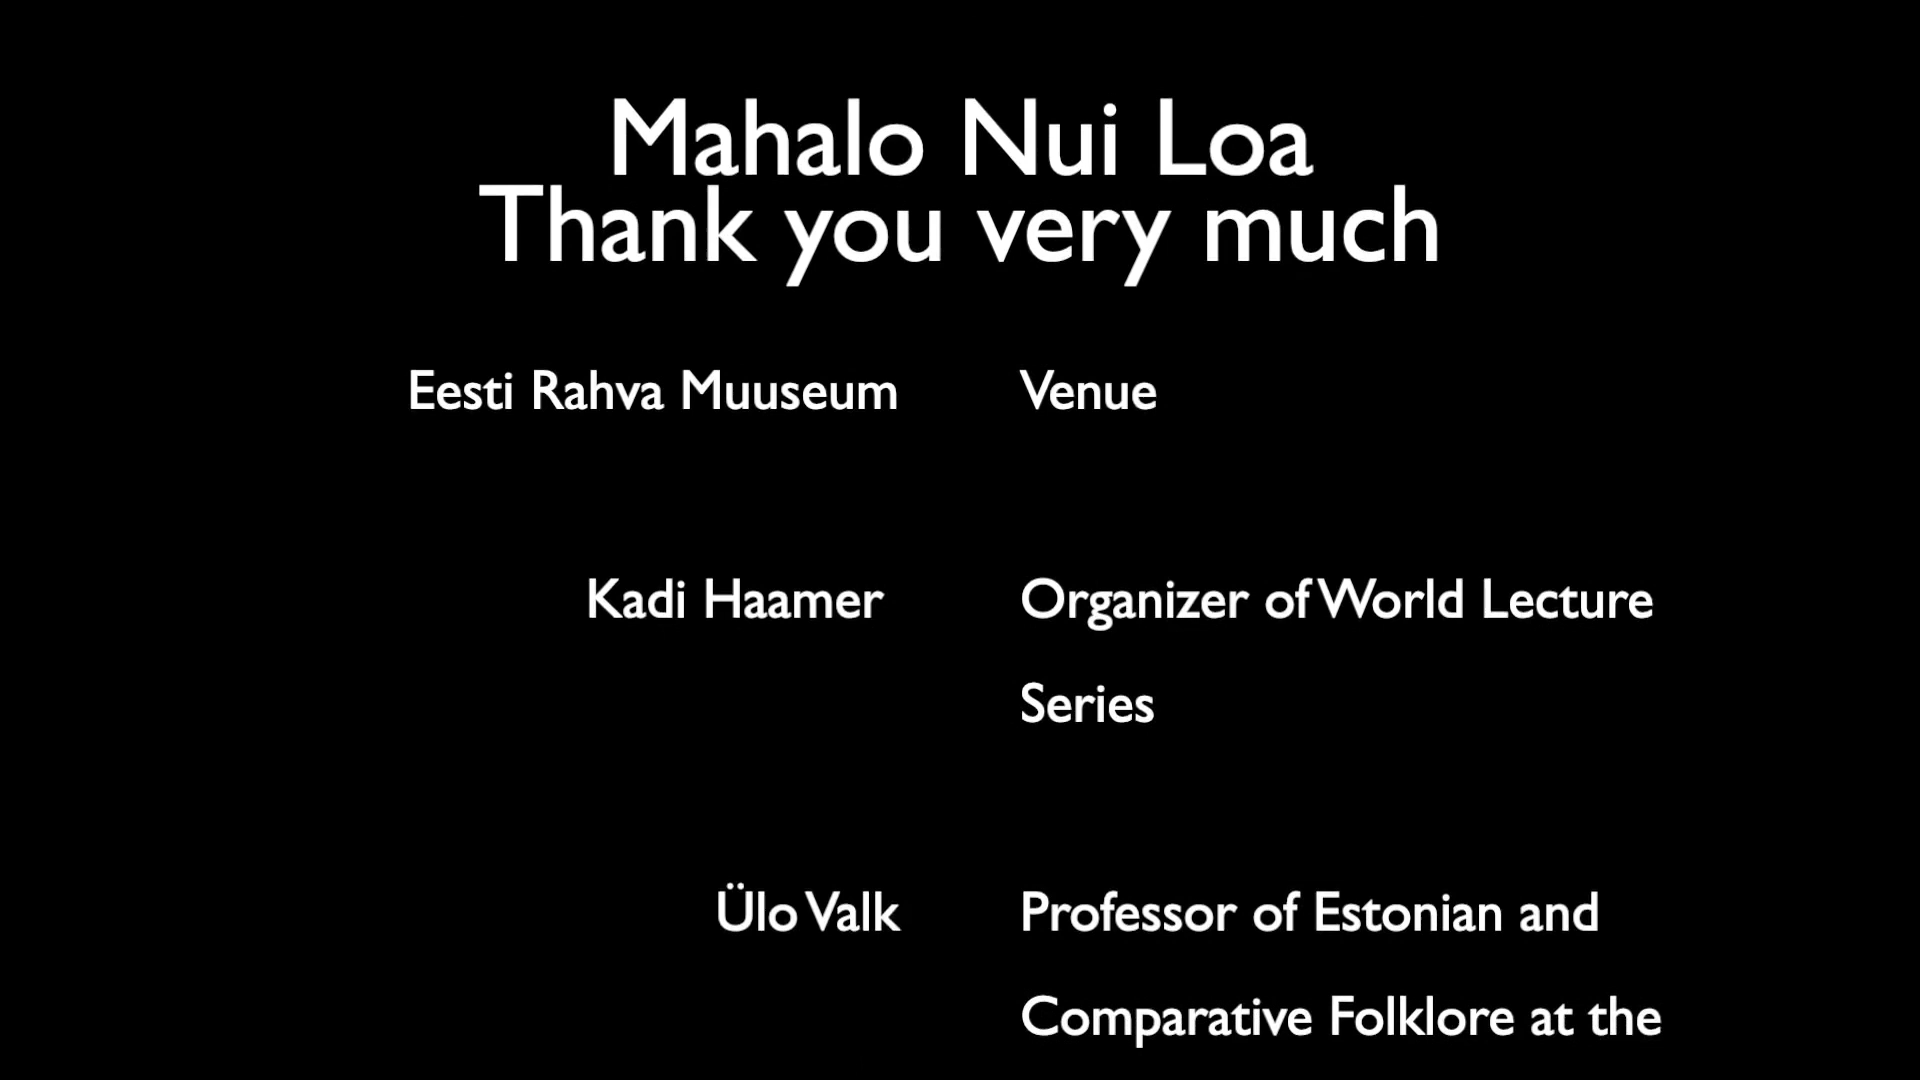 Mahalo Nui Loa
Thank you very much
Eesti Rahva Muuseum Venue
Kadi Haamer Organizer of World Lecture
Series
Ülo Valk Professor of Estonian and
Comparative Folklore at the